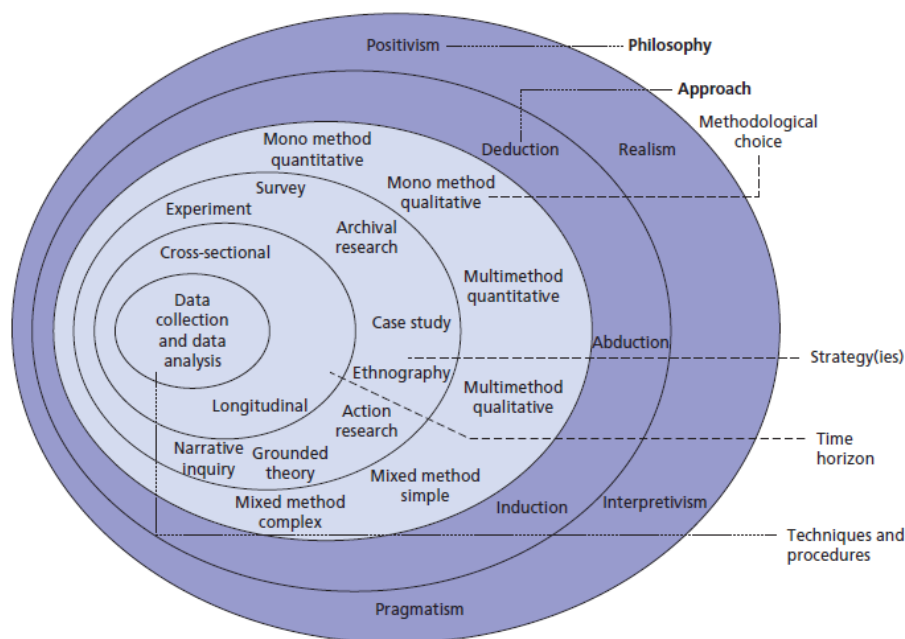 Positivism
Philosophy
Approach
Methodological
choice
Mono method
quantitative
Deduction
Realism
Survey
Mono method
qualitative
Experiment
Archival
research
Cross-sectional
Multimethod
quantitative
Data
collection
and data
analysis
Case study
Abduction
Strategy(ies)
Ethnography
Multimethod
qualitative
Longitudinal
Action
research
Time
horizon
Narrative
inquiry
Grounded
theory
Mixed method
simple
Mixed method
complex
Induction
Interpretivism
Techniques and
procedures
Pragmatism